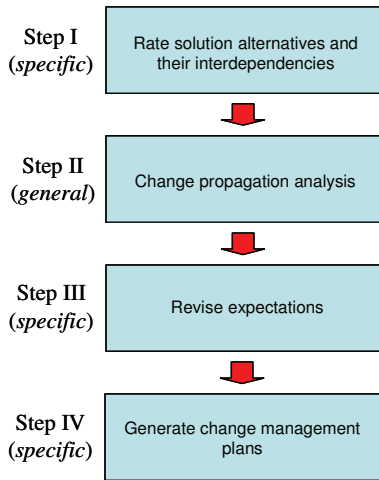 Step I
(specific)
Rate solution alternatives and
their interdependencies
Step II
(general)
Change propagation analysis
Step III
(specific)
Revise expectations
Step IV
(specific)
Generate change management
plans